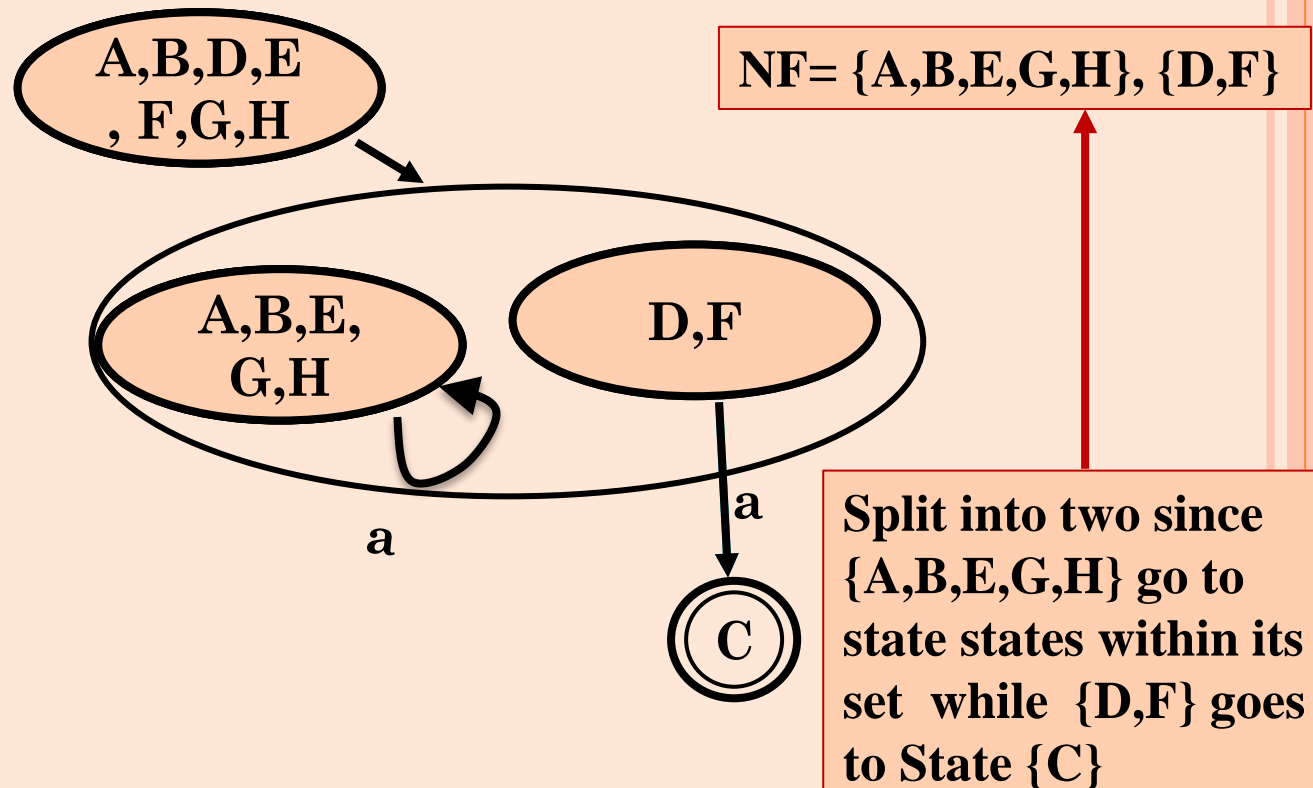 A,B,D,E
, F,G,H
NF= {A,B,E,G,H}, {D,F}
A,B,E,
G,H
D,F
a
a
C
Split into two since
{A,B,E,G,H} go to
state states within its
set while {D,F} goes
to State {C}